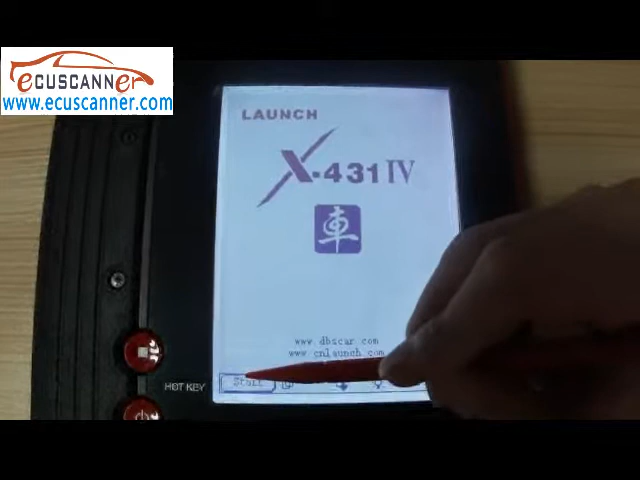 ecuscanner
www.ecuscanner.com
LAUNCH
X-431 IV
車
www.dbscar.com
www.cnlaunch.com
HOT KEY
Start